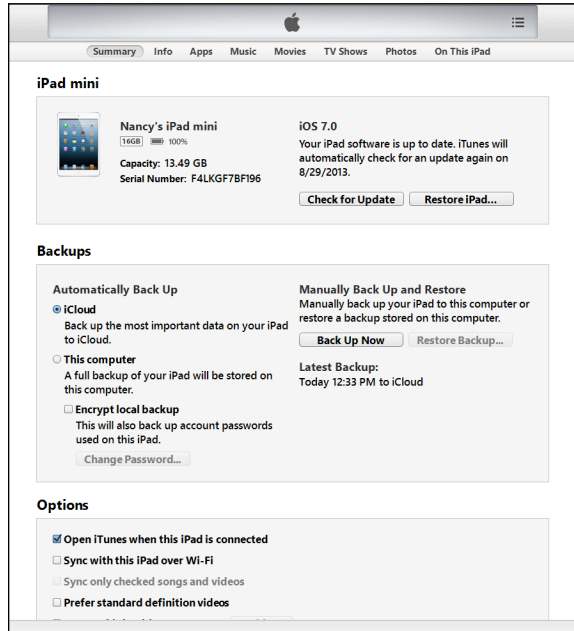 Summary Info Apps Music Movies TV Shows Photos On This iPad
iPad mini
Nancy's iPad mini
16GB 100%
Capacity: 13.49 GB
Serial Number: F4LKGF7BF196
iOS 7.0
Your iPad software is up to date. iTunes will
automatically check for an update again on
8/29/2013.
Check for Update Restore iPad...
Backups
Automatically Back Up
iCloud
Back up the most important data on your iPad
to iCloud.
This computer
A full backup of your iPad will be stored on
this computer.
Encrypt local backup
This will also back up account passwords
used on this iPad.
Change Password...
Manually Back Up and Restore
Manually back up your iPad to this computer or
restore a backup stored on this computer.
Back Up Now Restore Backup...
Latest Backup:
Today 12:33 PM to iCloud
Options
Open iTunes when this iPad is connected
Sync with this iPad over Wi-Fi
Sync only checked songs and videos
Prefer standard definition videos